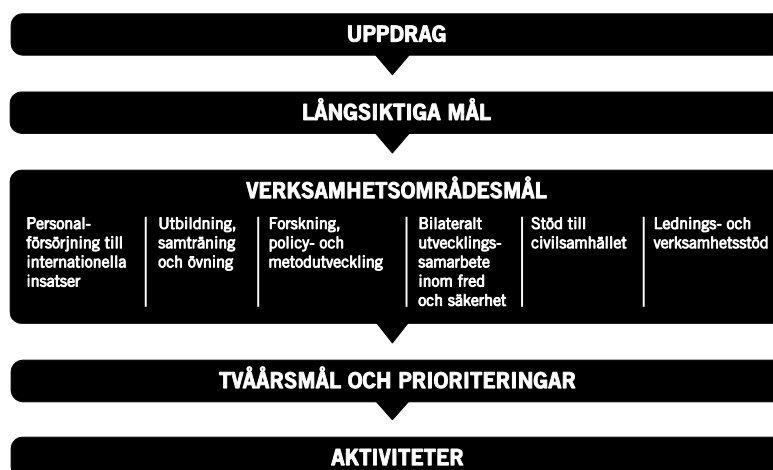 UPPDRAG
LÅNGSIKTIGA MÅL
VERKSAMHETSOMRÅDESMÅL
Personal-
försörjning till
internationella
insatser
Utbildning,
samträning
och övning
Forskning,
policy- och
metodutveckling
Bilateralt
utvecklings-
samarbete
inom fred
och säkerhet
Stöd till
civilsamhället
Lednings- och
verksamhetsstöd
TVÅÅRSMÅL OCH PRIORITERINGAR
AKTIVITETER